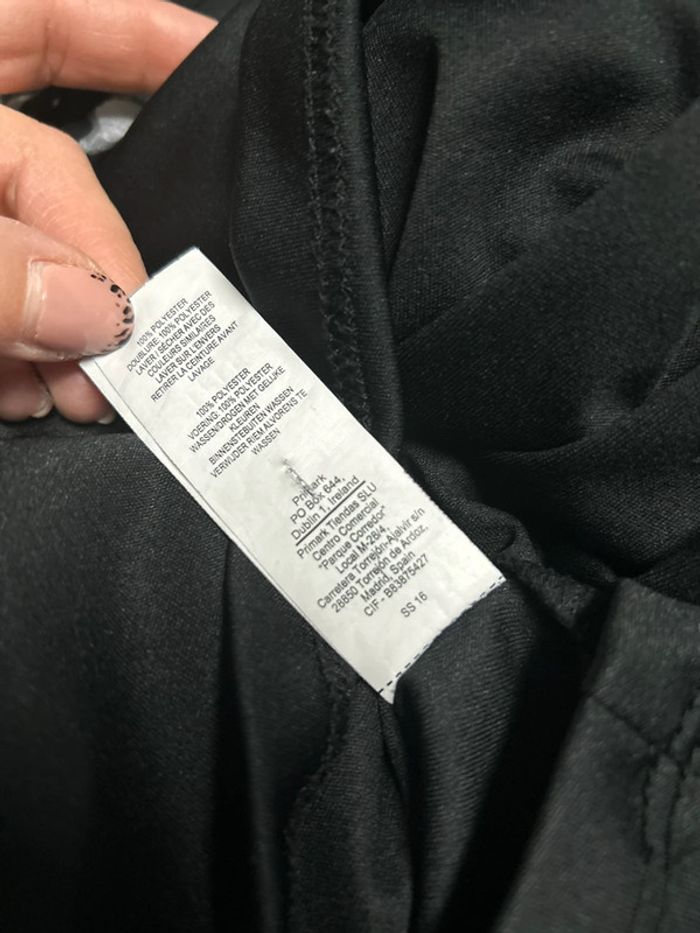 100% POLYESTER
DOUBLURE: 100% POLYESTER
LAVER / SÉCHER AVEC DES
COULEURS SIMILAIRES
LAVER SUR L'ENVERS
RETIRER LA CEINTURE AVANT
LAVAGE
100% POLYESTER
VOERING: 100% POLYESTER
WASSEN/DROGEN MET GELIJKE
KLEUREN
BINNENSTEBUITEN WASSEN
VERWIJDER RIEM ALVORENS TE
WASSEN
Primark
PO Box 644,
Dublin 1, Ireland
Primark Tiendas SLU
Centro Comercial
"Parque Corredor"
Local M-28/4,
Carretera Torrejón-Ajalvir s/n
28850 Torrejón de Ardoz,
Madrid, Spain
CIF - B83875427
SS 16